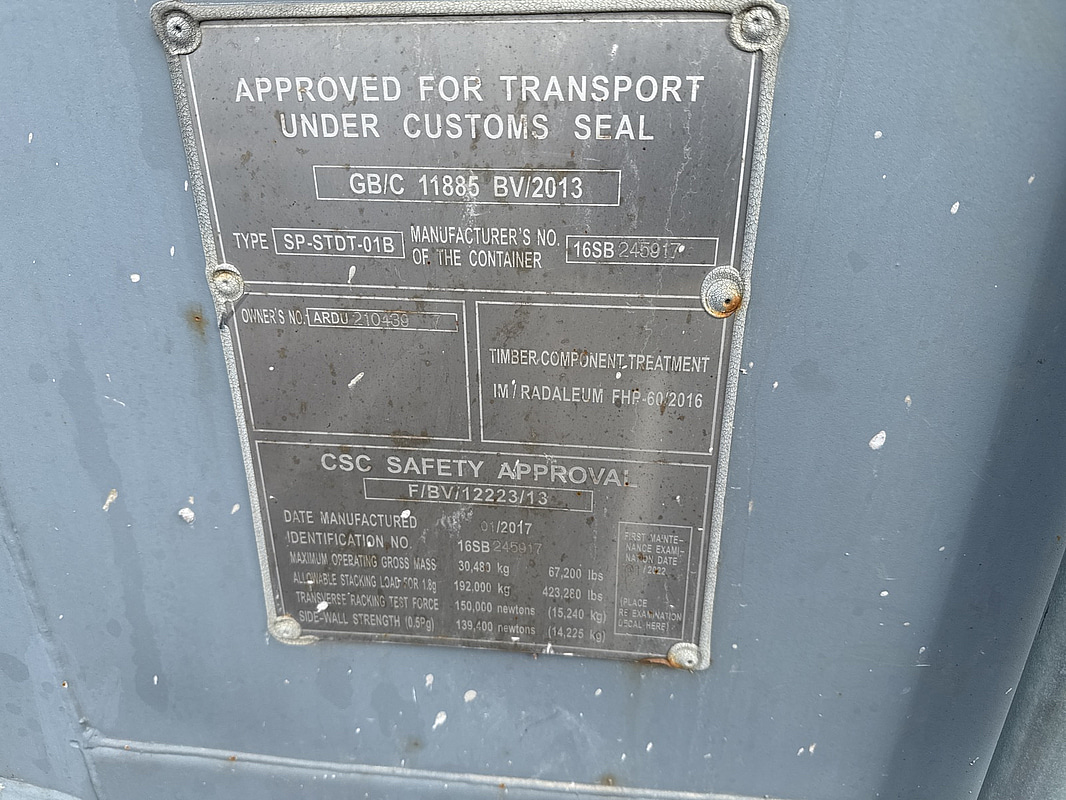 APPROVED FOR TRANSPORT
UNDER CUSTOMS SEAL
GB/C 11885 BV/2013
TYPE SP-STDT-01B MANUFACTURER'S NO. OF THE CONTAINER 16SB 245917
OWNER'S NO. ARDU 210439 7
TIMBER COMPONENT TREATMENT
IM / RADALEUM FHP-60/2016
CSC SAFETY APPROVAL
F/BV/12223/13
DATE MANUFACTURED 01/2017
IDENTIFICATION NO. 16SB 245917
MAXIMUM OPERATING GROSS MASS 30,480 kg 67,200 lbs
ALLOWABLE STACKING LOAD FOR 1.8g 192,000 kg 423,280 lbs
TRANSVERSE RACKING TEST FORCE 150,000 newtons (15,240 kg)
SIDE-WALL STRENGTH (0.5Pg) 139,400 newtons (14,225 kg)
FIRST MAINTE-
NANCE EXAMI-
NATION DATE
/2022
(PLACE
RE EXAMINATION
HERE)